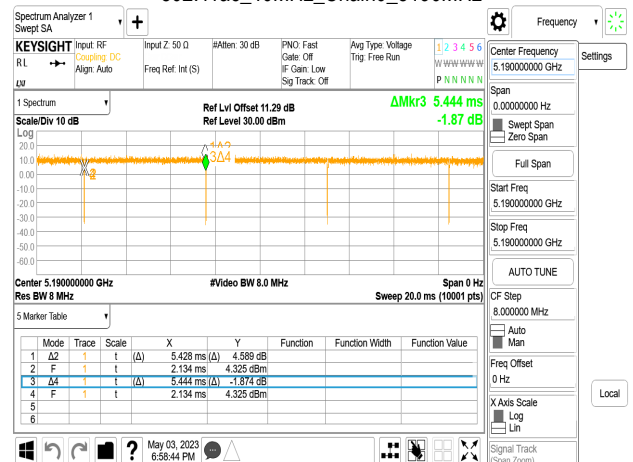 Spectrum Analyzer 1
Swept SA
Frequency
KEYSIGHT
RL
Input: RF
Coupling: DC
Align: Auto
Input Z: 50 Ω
Freq Ref: Int (S)
#Atten: 30 dB
PNO: Fast
Gate: Off
IF Gain: Low
Sig Track: Off
Avg Type: Voltage
Trig: Free Run
1 2 3 4 5 6
W W W W W W
P N N N N N
1 Spectrum
Scale/Div 10 dB
Ref Lvl Offset 11.29 dB
Ref Level 30.00 dBm
ΔMkr3 5.444 ms
-1.87 dB
Log
20.0
10.0
0.00
-10.0
-20.0
-30.0
-40.0
-50.0
-60.0
3Δ4
Center 5.190000000 GHz
Res BW 8 MHz
#Video BW 8.0 MHz
Span 0 Hz
Sweep 20.0 ms (10001 pts)
5 Marker Table
Mode Trace Scale X Y Function Function Width Function Value
1 Δ2 1 t (Δ) 5.428 ms (Δ) 4.589 dB
2 F 1 t 2.134 ms 4.325 dBm
3 Δ4 1 t (Δ) 5.444 ms (Δ) -1.874 dB
4 F 1 t 2.134 ms 4.325 dBm
5
6
May 03, 2023
6:58:44 PM
Center Frequency
5.190000000 GHz
Settings
Span
0.00000000 Hz
Swept Span
Zero Span
Full Span
Start Freq
5.190000000 GHz
Stop Freq
5.190000000 GHz
AUTO TUNE
CF Step
8.000000 MHz
Auto
Man
Freq Offset
0 Hz
X Axis Scale
Log
Lin
Local
Signal Track
(Span Zoom)